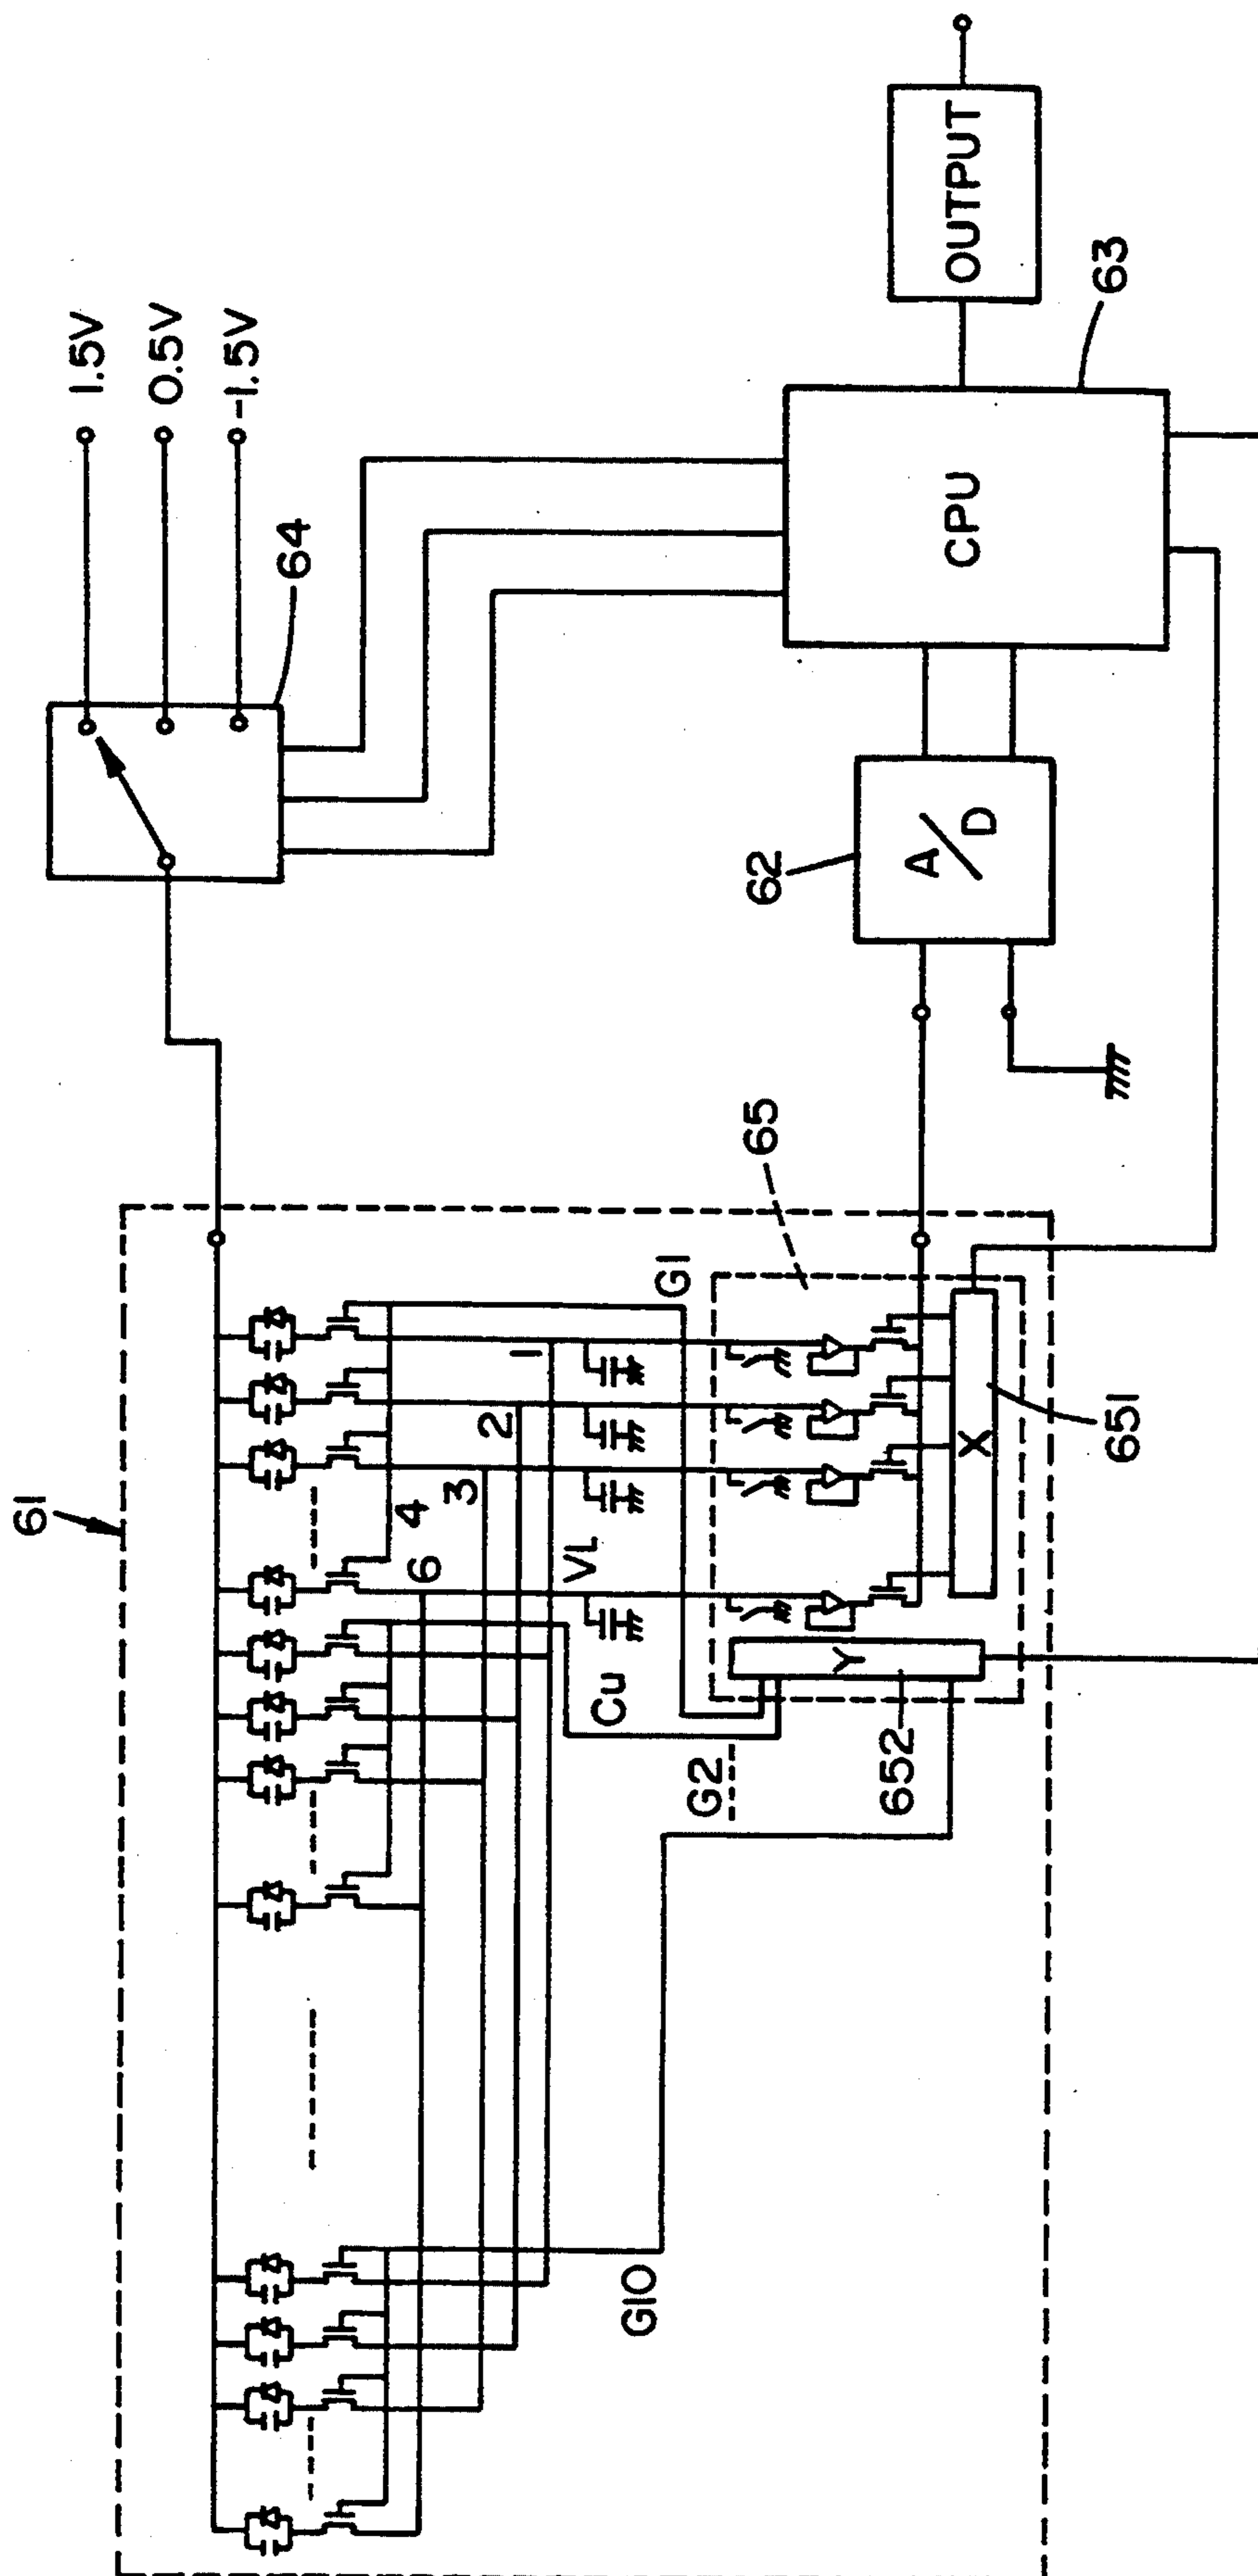 1.5V
0.5V
-1.5V
64
OUTPUT
63
CPU
62
A/D
61
65
G1
1
2
3
4
6
VL
Cu
X
651
Y
652
G2
G10